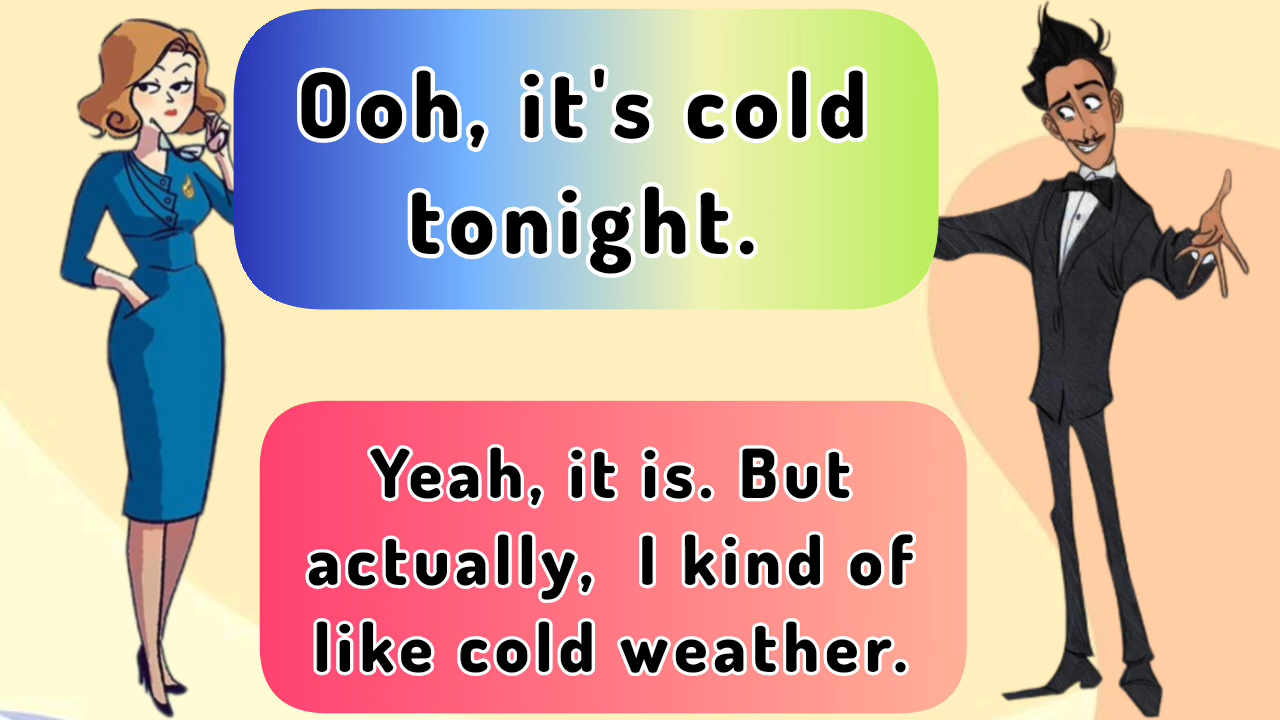 Ooh, it's cold
tonight.
Yeah, it is. But
actually,  I kind of
like cold weather.